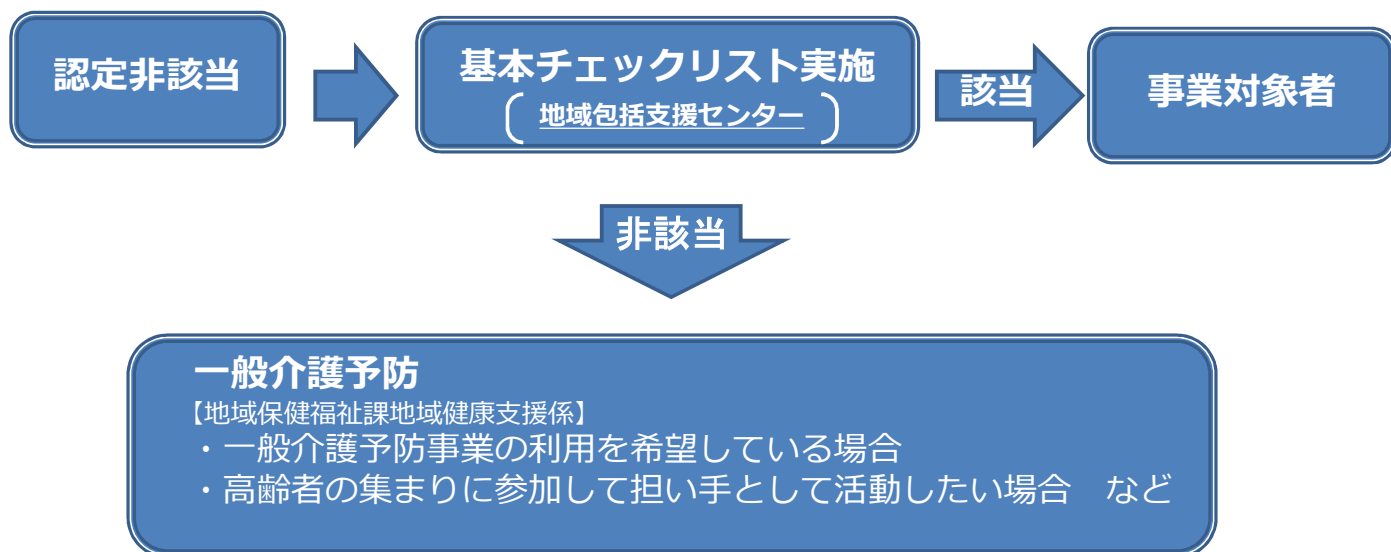 認定非該当
基本チェックリスト実施
地域包括支援センター
該当
事業対象者
非該当
一般介護予防
【地域保健福祉課地域健康支援係】
・一般介護予防事業の利用を希望している場合
・高齢者の集まりに参加して担い手として活動したい場合　など